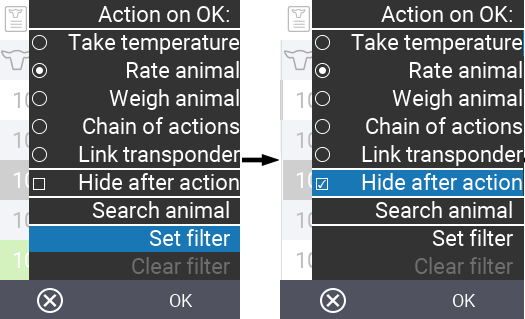 Action on OK:
Take temperature
Rate animal
Weigh animal
Chain of actions
Link transponder
Hide after action
Search animal
Set filter
Clear filter
OK
Action on OK:
Take temperature
Rate animal
Weigh animal
Chain of actions
Link transponder
Hide after action
Search animal
Set filter
Clear filter
OK